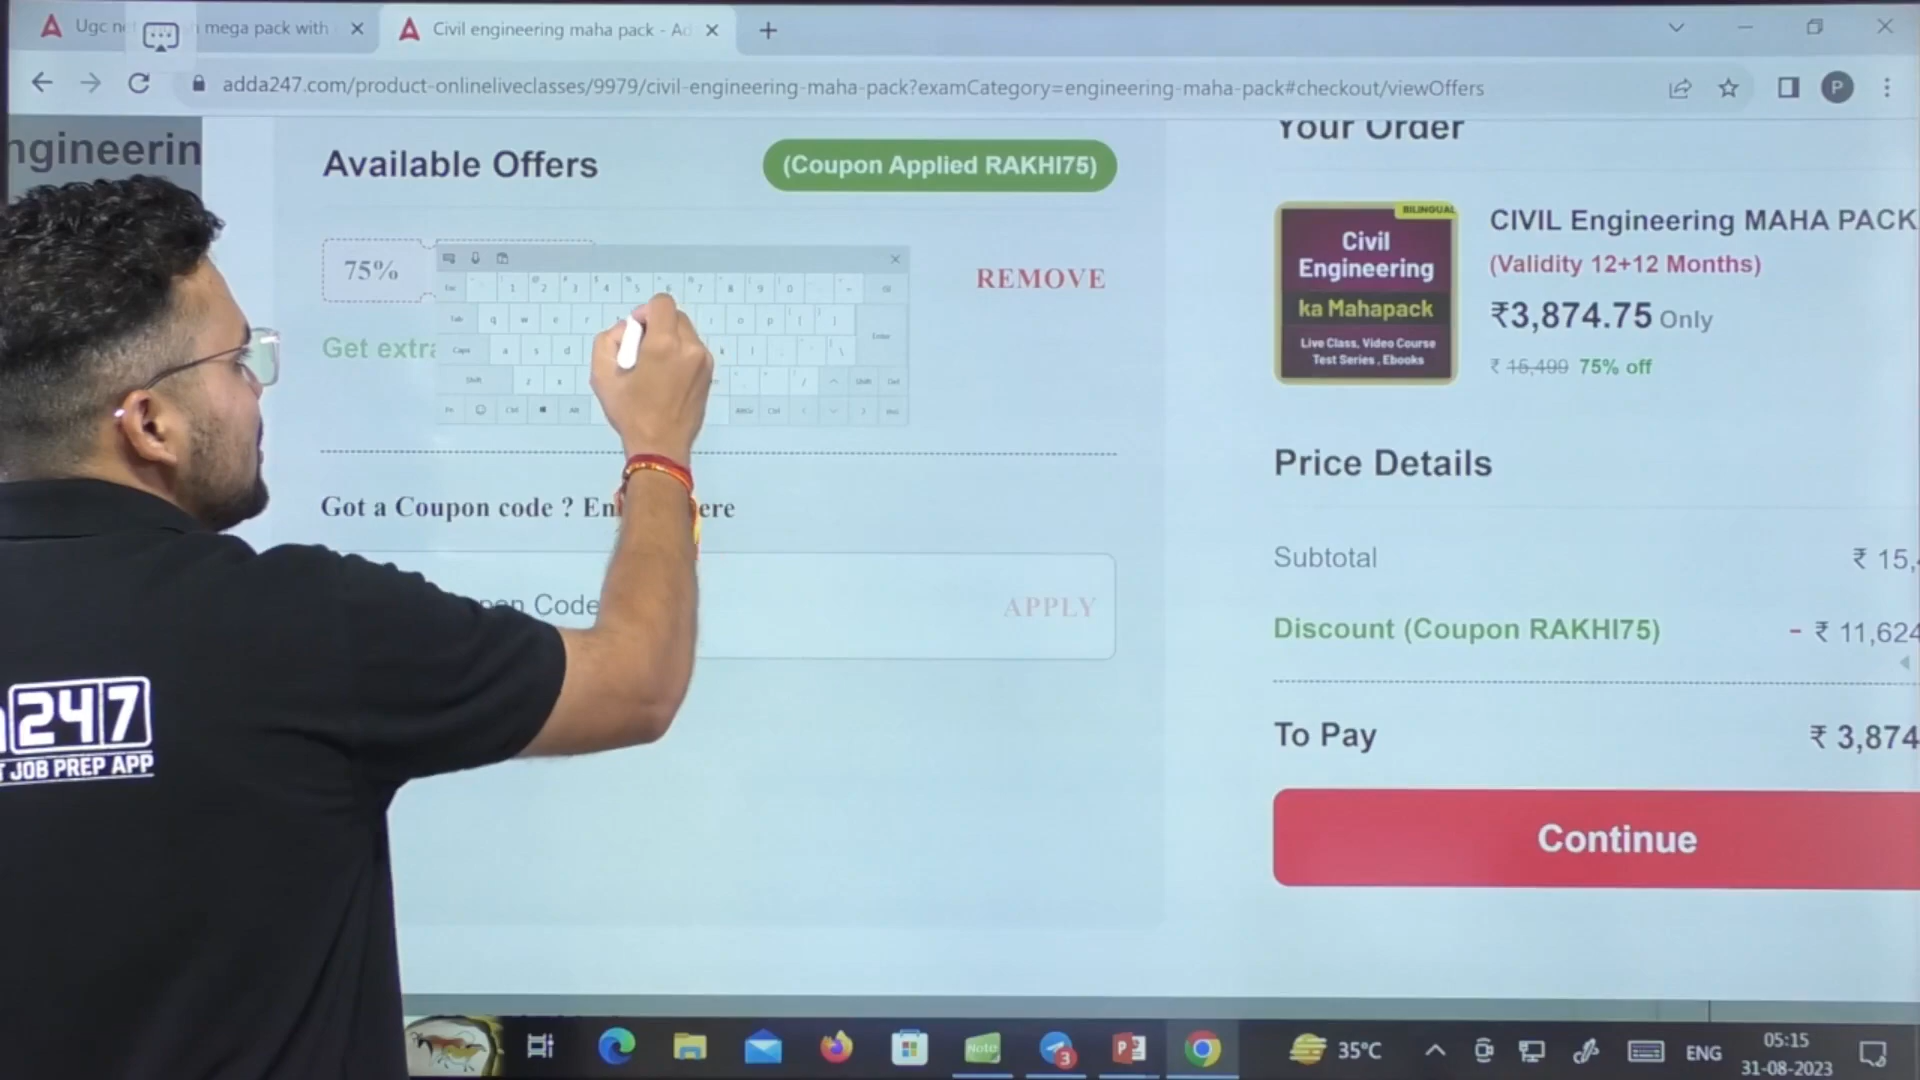 Ugc ne
mega pack with
Civil engineering maha pack - Ad
adda247.com/product-onlineliveclasses/9979/civil-engineering-maha-pack?examCategory=engineering-maha-pack#checkout/viewOffers
P
ngineerin
Available Offers
(Coupon Applied RAKHI75)
75%
REMOVE
Get extra
Got a Coupon code ? En ere
pon Code
APPLY
Your Order
BILINGUAL
Civil
Engineering
ka Mahapack
Live Class, Video Course
Test Series , Ebooks
CIVIL Engineering MAHA PACK
(Validity 12+12 Months)
₹3,874.75 Only
₹ 15,499 75% off
Price Details
Subtotal
₹ 15,
Discount (Coupon RAKHI75)
- ₹ 11,624
To Pay
₹ 3,874
Continue
247
T JOB PREP APP
Note
3
35°C
ENG
05:15
31-08-2023